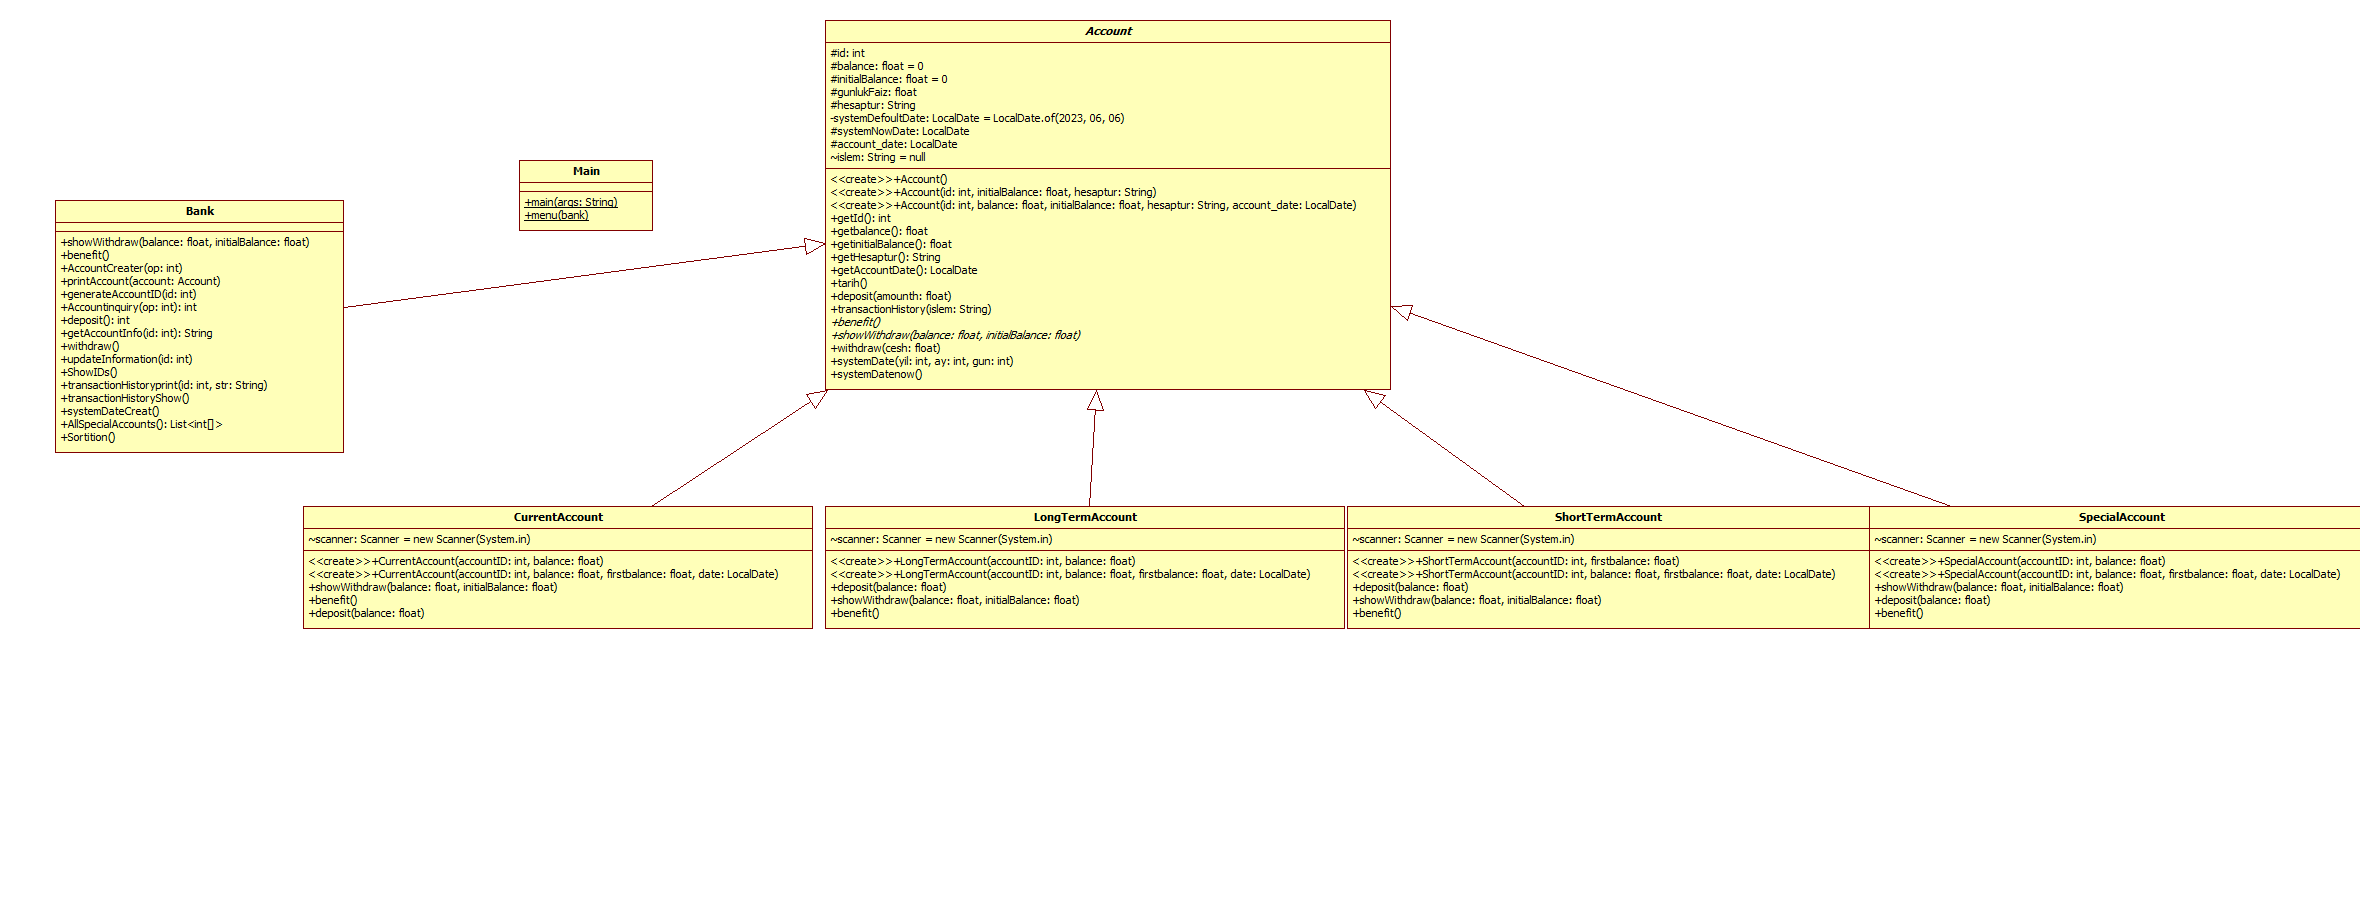 Account
#id: int
#balance: float = 0
#initialBalance: float = 0
#gunlukFaiz: float
#hesaptur: String
-systemDefoultDate: LocalDate = LocalDate.of(2023, 06, 06)
#systemNowDate: LocalDate
#account_date: LocalDate
~islem: String = null
<<create>>+Account()
<<create>>+Account(id: int, initialBalance: float, hesaptur: String)
<<create>>+Account(id: int, balance: float, initialBalance: float, hesaptur: String, account_date: LocalDate)
+getId(): int
+getbalance(): float
+getinitialBalance(): float
+getHesaptur(): String
+getAccountDate(): LocalDate
+tarih()
+deposit(amounth: float)
+transactionHistory(islem: String)
+benefit()
+showWithdraw(balance: float, initialBalance: float)
+withdraw(cesh: float)
+systemDate(yil: int, ay: int, gun: int)
+systemDatenow()
Main
+main(args: String)
+menu(bank)
Bank
+showWithdraw(balance: float, initialBalance: float)
+benefit()
+AccountCreater(op: int)
+printAccount(account: Account)
+generateAccountID(id: int)
+Accountinquiry(op: int): int
+deposit(): int
+getAccountInfo(id: int): String
+withdraw()
+updateInformation(id: int)
+ShowIDs()
+transactionHistoryprint(id: int, str: String)
+transactionHistoryShow()
+systemDateCreat()
+AllSpecialAccounts(): List<int[]>
+Sortition()
CurrentAccount
~scanner: Scanner = new Scanner(System.in)
<<create>>+CurrentAccount(accountID: int, balance: float)
<<create>>+CurrentAccount(accountID: int, balance: float, firstbalance: float, date: LocalDate)
+showWithdraw(balance: float, initialBalance: float)
+benefit()
+deposit(balance: float)
LongTermAccount
~scanner: Scanner = new Scanner(System.in)
<<create>>+LongTermAccount(accountID: int, balance: float)
<<create>>+LongTermAccount(accountID: int, balance: float, firstbalance: float, date: LocalDate)
+deposit(balance: float)
+showWithdraw(balance: float, initialBalance: float)
+benefit()
ShortTermAccount
~scanner: Scanner = new Scanner(System.in)
<<create>>+ShortTermAccount(accountID: int, firstbalance: float)
<<create>>+ShortTermAccount(accountID: int, balance: float, firstbalance: float, date: LocalDate)
+deposit(balance: float)
+showWithdraw(balance: float, initialBalance: float)
+benefit()
SpecialAccount
~scanner: Scanner = new Scanner(System.in)
<<create>>+SpecialAccount(accountID: int, balance: float)
<<create>>+SpecialAccount(accountID: int, balance: float, firstbalance: float, date: LocalDate)
+showWithdraw(balance: float, initialBalance: float)
+deposit(balance: float)
+benefit()